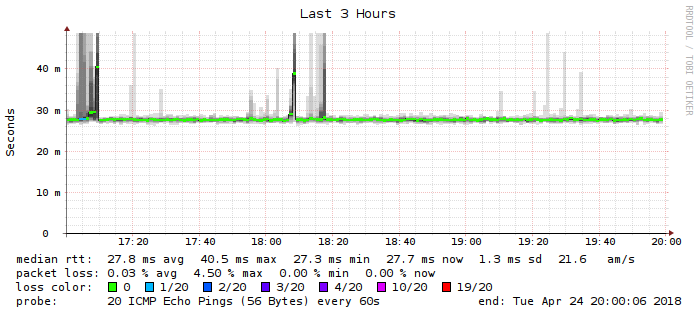 Last 3 Hours
RRDTOOL / TOBI OETIKER
Seconds
40 m
30 m
20 m
10 m
0
17:20 17:40 18:00 18:20 18:40 19:00 19:20 19:40 20:00
median rtt: 27.8 ms avg 40.5 ms max 27.3 ms min 27.7 ms now 1.3 ms sd 21.6 am/s
packet loss: 0.03 % avg 4.50 % max 0.00 % min 0.00 % now
loss color: 0 1/20 2/20 3/20 4/20 10/20 19/20
probe: 20 ICMP Echo Pings (56 Bytes) every 60s end: Tue Apr 24 20:00:06 2018